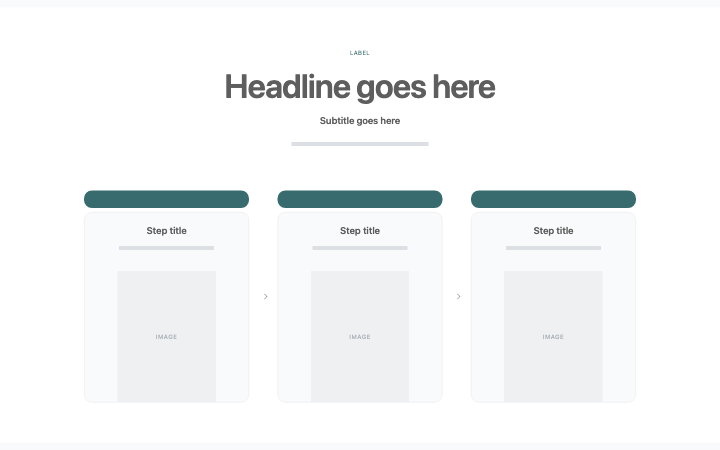 LABEL
Headline goes here
Subtitle goes here
Step title
Step title
Step title
IMAGE
IMAGE
IMAGE